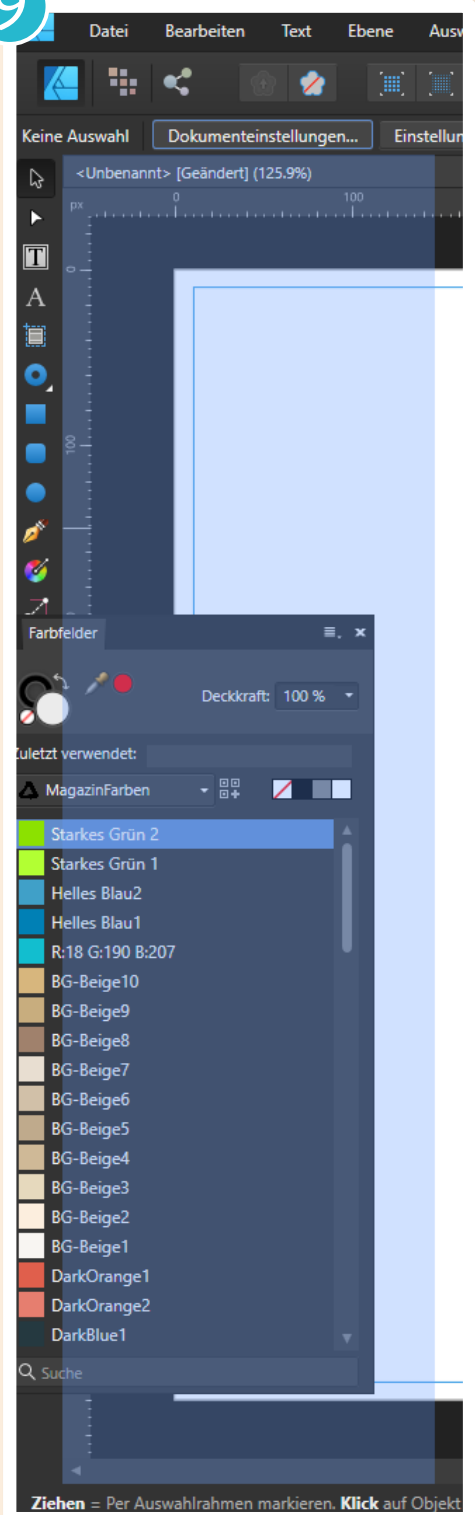 9
Datei Bearbeiten Text Ebene
Keine Auswahl Dokumenteinstellungen...
<Unbenannt> [Geändert] (125.9%)
px 0 100
T
A
0
100
Farbfelder
Deckkraft: 100 %
Zuletzt verwendet:
MagazinFarben
Starkes Grün 2
Starkes Grün 1
Helles Blau2
Helles Blau1
R:18 G:190 B:207
BG-Beige10
BG-Beige9
BG-Beige8
BG-Beige7
BG-Beige6
BG-Beige5
BG-Beige4
BG-Beige3
BG-Beige2
BG-Beige1
DarkOrange1
DarkOrange2
DarkBlue1
Suche
Ziehen = Per Auswahlrahmen markieren. Klick auf Objekt